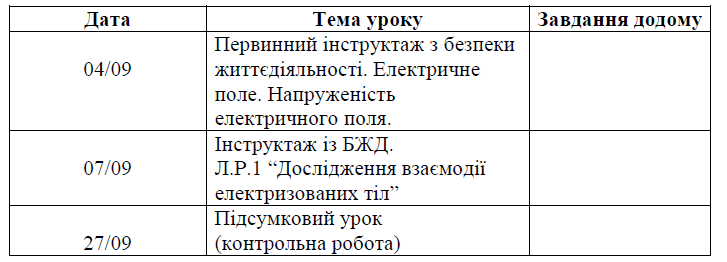 Дата Тема уроку Завдання додому
Первинний інструктаж з безпеки
04/09 життєдіяльності. Електричне
поле. Напруженість
електричного поля.
Інструктаж із БЖД.
07/09 Л.Р.1 “Дослідження взаємодії
електризованих тіл”
Підсумковий урок
27/09 (контрольна робота)